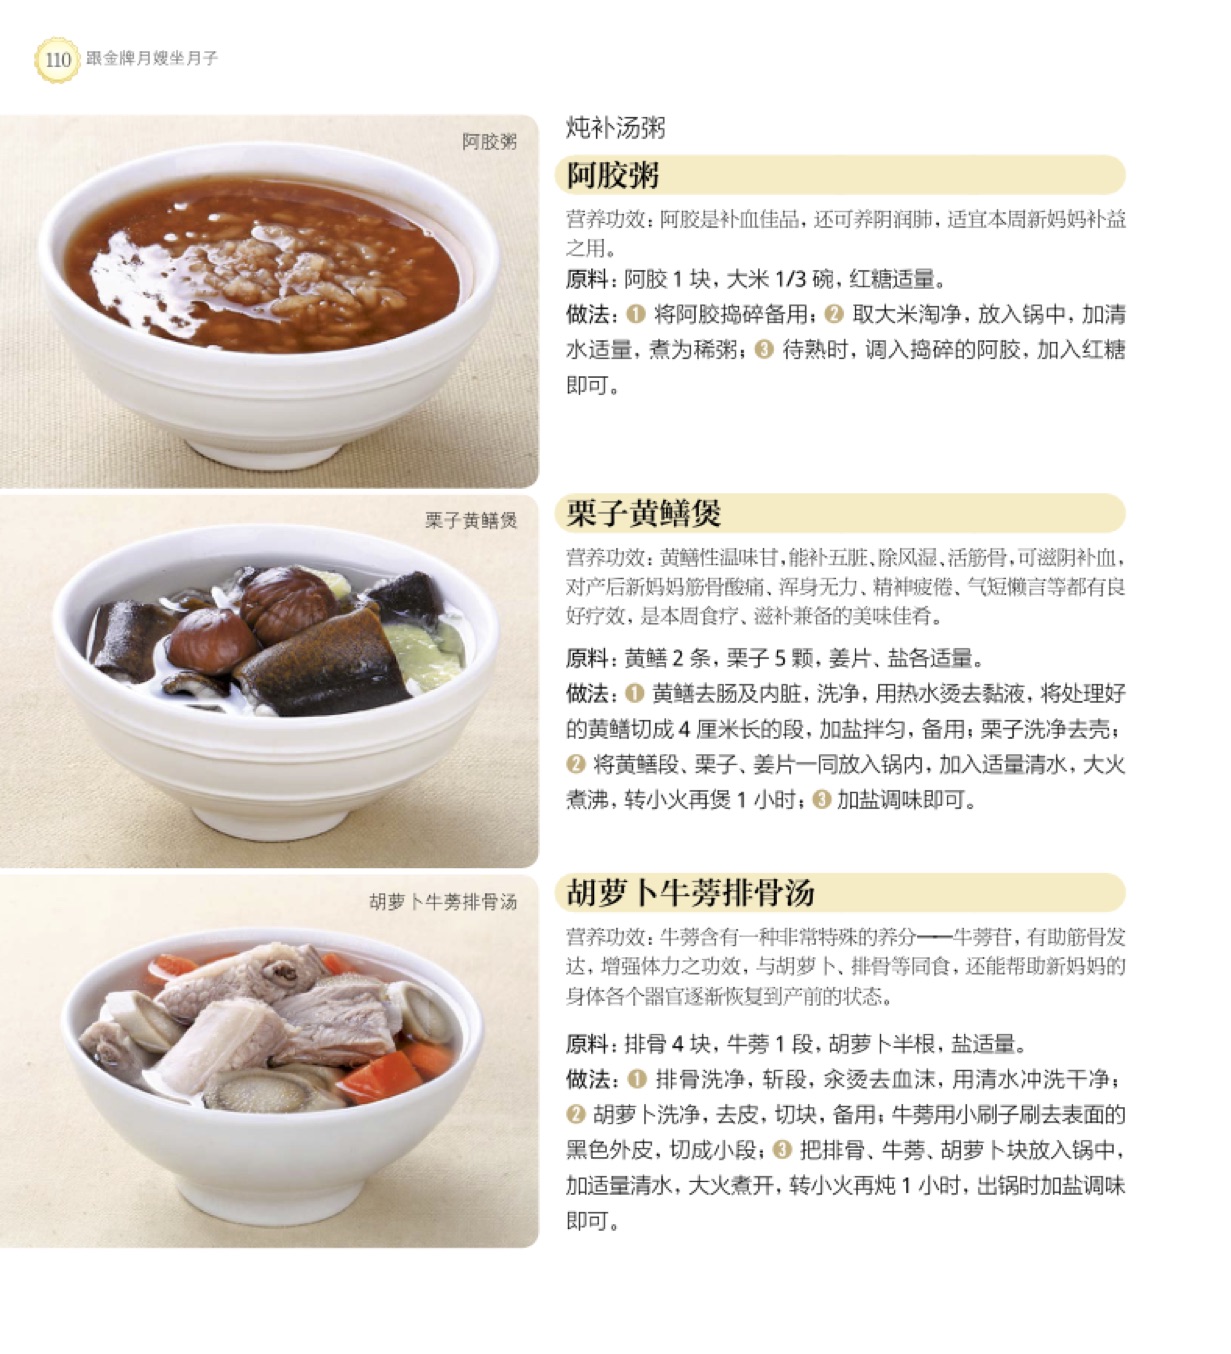 110 跟金牌月嫂坐月子
阿胶粥
炖补汤粥
阿胶粥
营养功效：阿胶是补血佳品，还可养阴润肺，适宜本周新妈妈补益
之用。
原料：阿胶 1 块，大米 1/3 碗，红糖适量。
做法：❶ 将阿胶捣碎备用；❷ 取大米淘净，放入锅中，加清
水适量，煮为稀粥；❸ 待熟时，调入捣碎的阿胶，加入红糖
即可。
栗子黄鳝煲
栗子黄鳝煲
营养功效：黄鳝性温味甘，能补五脏、除风湿、活筋骨，可滋阴补血，
对产后新妈妈筋骨酸痛、浑身无力、精神疲倦、气短懒言等都有良
好疗效，是本周食疗、滋补兼备的美味佳肴。
原料：黄鳝 2 条，栗子 5 颗，姜片、盐各适量。
做法：❶ 黄鳝去肠及内脏，洗净，用热水烫去黏液，将处理好
的黄鳝切成 4 厘米长的段，加盐拌匀，备用；栗子洗净去壳；
❷ 将黄鳝段、栗子、姜片一同放入锅内，加入适量清水，大火
煮沸，转小火再煲 1 小时；❸ 加盐调味即可。
胡萝卜牛蒡排骨汤
胡萝卜牛蒡排骨汤
营养功效：牛蒡含有一种非常特殊的养分——牛蒡苷，有助筋骨发
达，增强体力之功效，与胡萝卜、排骨等同食，还能帮助新妈妈的
身体各个器官逐渐恢复到产前的状态。
原料：排骨 4 块，牛蒡 1 段，胡萝卜半根，盐适量。
做法：❶ 排骨洗净，斩段，汆烫去血沫，用清水冲洗干净；
❷ 胡萝卜洗净，去皮，切块，备用；牛蒡用小刷子刷去表面的
黑色外皮，切成小段；❸ 把排骨、牛蒡、胡萝卜块放入锅中，
加适量清水，大火煮开，转小火再炖 1 小时，出锅时加盐调味
即可。